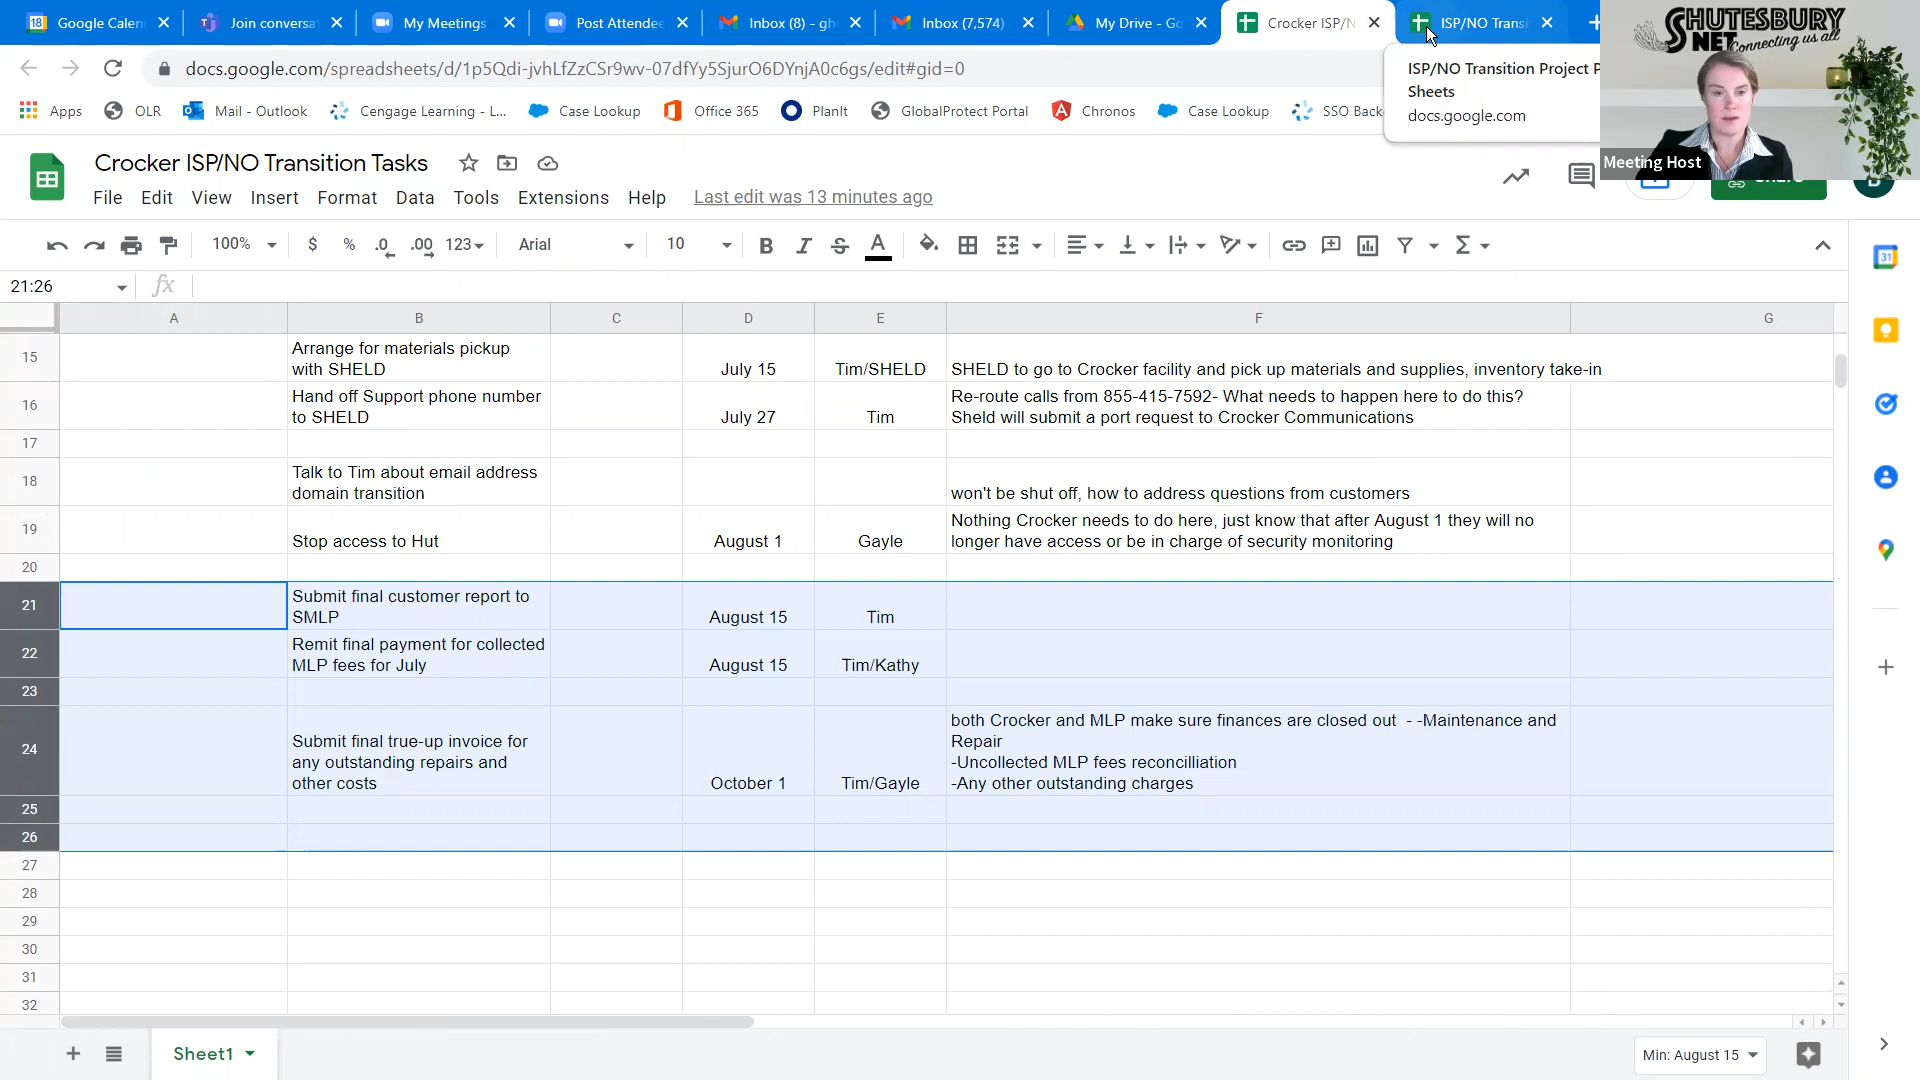 Google Calen
Join conversat
My Meetings
Post Attendee
Inbox (8) - gh
Inbox (7,574) -
My Drive - Go
Crocker ISP/N
ISP/NO Transi
docs.google.com/spreadsheets/d/1p5Qdi-jvhLfZzCSr9wv-07dfYy5SjurO6DYnjA0c6gs/edit#gid=0
ISP/NO Transition Project P
Sheets
docs.google.com
SHUTESBURY
NET Connecting us all
Meeting Host
Apps
OLR
Mail - Outlook
Cengage Learning - L...
Case Lookup
Office 365
PlanIt
GlobalProtect Portal
Chronos
Case Lookup
SSO Back
Crocker ISP/NO Transition Tasks
File Edit View Insert Format Data Tools Extensions Help Last edit was 13 minutes ago
100% $ % .0 .00 123 Arial 10 B I S A
21:26 fx
A B C D E F G
15 Arrange for materials pickup
with SHELD July 15 Tim/SHELD SHELD to go to Crocker facility and pick up materials and supplies, inventory take-in
16 Hand off Support phone number
to SHELD July 27 Tim Re-route calls from 855-415-7592- What needs to happen here to do this?
Sheld will submit a port request to Crocker Communications
17
18 Talk to Tim about email address
domain transition won't be shut off, how to address questions from customers
19 Stop access to Hut August 1 Gayle Nothing Crocker needs to do here, just know that after August 1 they will no
longer have access or be in charge of security monitoring
20
21 Submit final customer report to
SMLP August 15 Tim
22 Remit final payment for collected
MLP fees for July August 15 Tim/Kathy
23
24 Submit final true-up invoice for
any outstanding repairs and
other costs October 1 Tim/Gayle both Crocker and MLP make sure finances are closed out - -Maintenance and
Repair
-Uncollected MLP fees reconcilliation
-Any other outstanding charges
25
26
27
28
29
30
31
32
Sheet1
Min: August 15